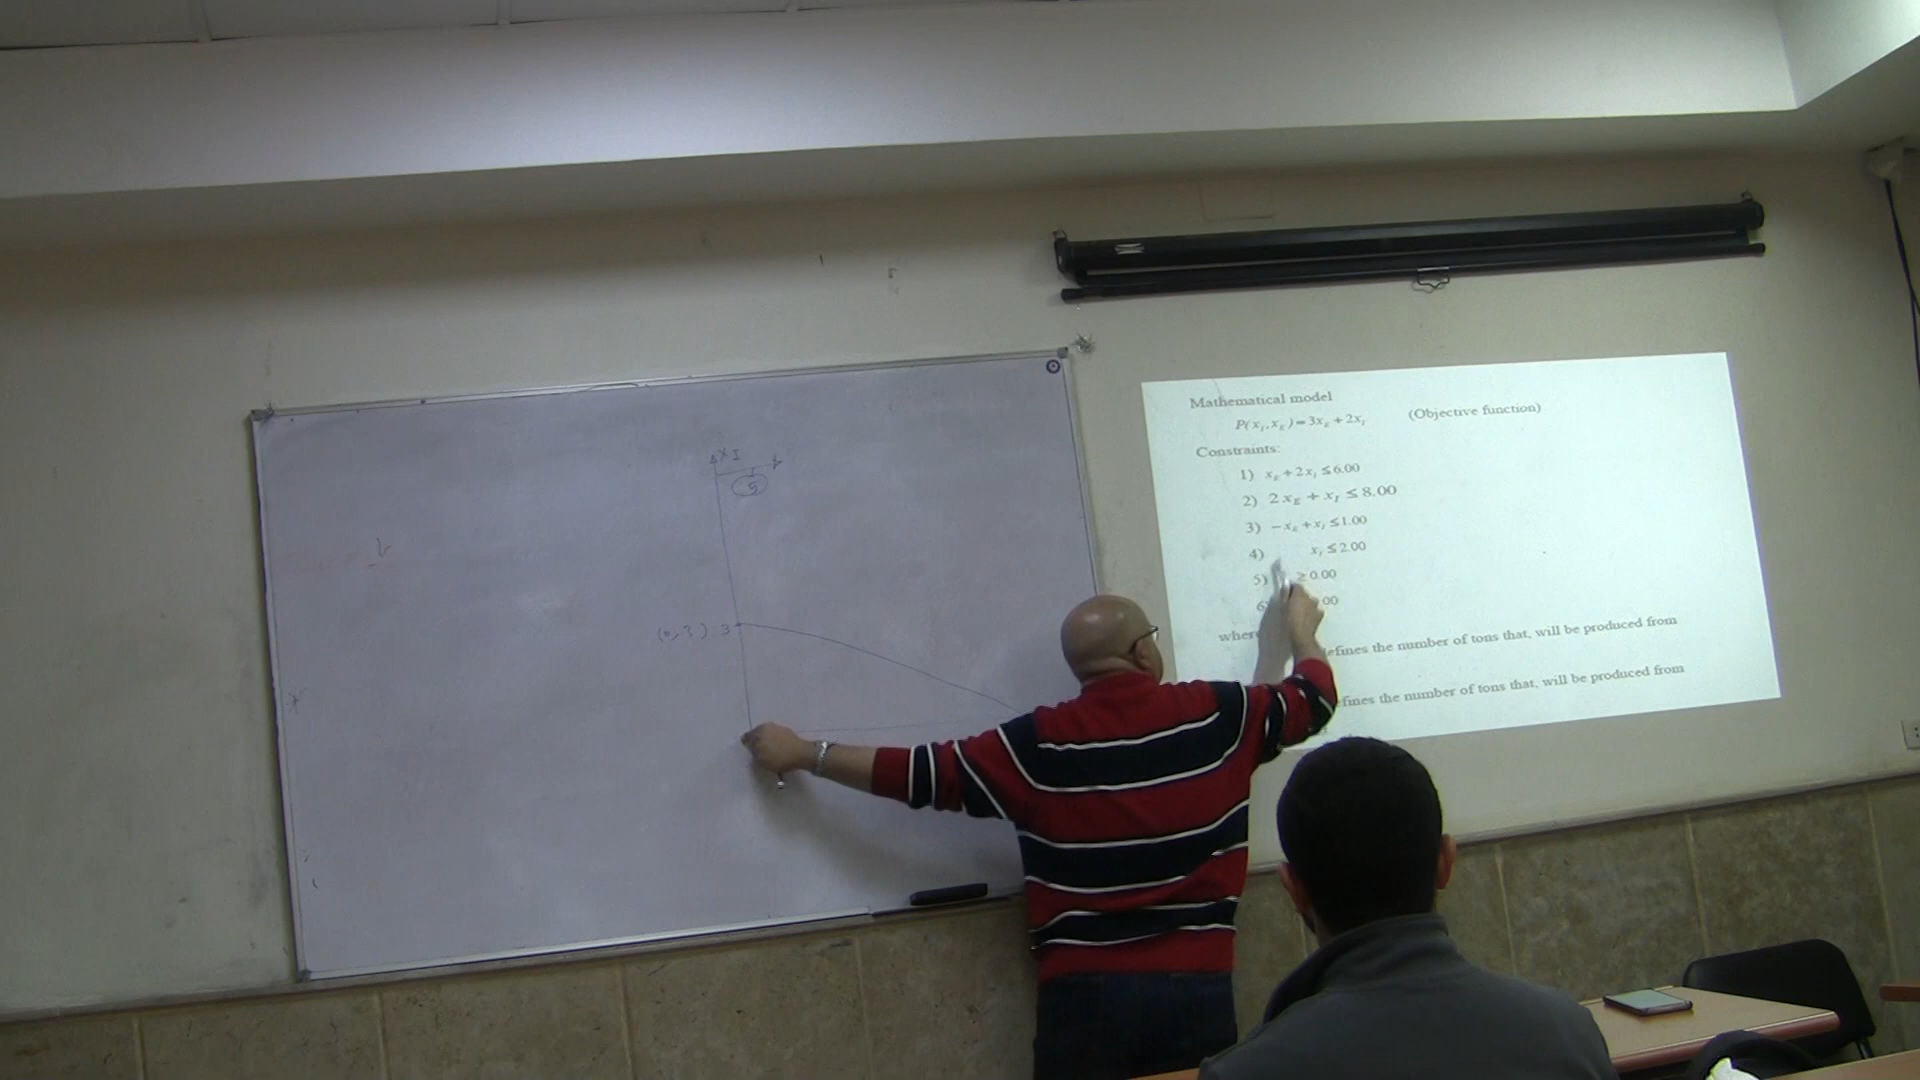 XI
5
(0,3) 3
Mathematical model
P(x_I, x_E) = 3x_E + 2x_I (Objective function)
Constraints:
1) x_E + 2x_I ≤ 6.00
2) 2x_E + x_I ≤ 8.00
3) -x_E + x_I ≤ 1.00
4) x_I ≤ 2.00
5) ≥ 0.00
6) 00
where
efines the number of tons that, will be produced from
fines the number of tons that, will be produced from